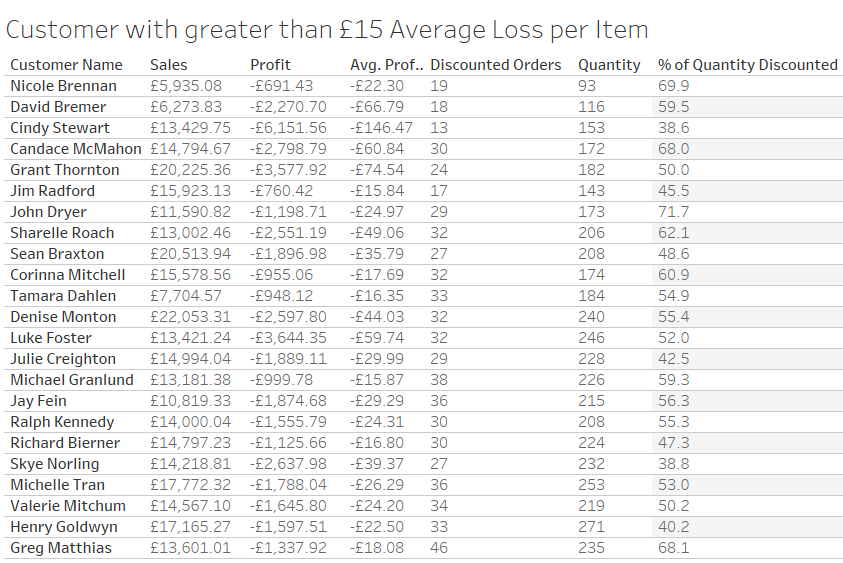 Customer with greater than £15 Average Loss per Item
Customer Name Sales Profit Avg. Prof.. Discounted Orders Quantity % of Quantity Discounted
Nicole Brennan £5,935.08 -£691.43 -£22.30 19 93 69.9
David Bremer £6,273.83 -£2,270.70 -£66.79 18 116 59.5
Cindy Stewart £13,429.75 -£6,151.56 -£146.47 13 153 38.6
Candace McMahon £14,794.67 -£2,798.79 -£60.84 30 172 68.0
Grant Thornton £20,225.36 -£3,577.92 -£74.54 24 182 50.0
Jim Radford £15,923.13 -£760.42 -£15.84 17 143 45.5
John Dryer £11,590.82 -£1,198.71 -£24.97 29 173 71.7
Sharelle Roach £13,002.46 -£2,551.19 -£49.06 32 206 62.1
Sean Braxton £20,513.94 -£1,896.98 -£35.79 27 208 48.6
Corinna Mitchell £15,578.56 -£955.06 -£17.69 32 174 60.9
Tamara Dahlen £7,704.57 -£948.12 -£16.35 33 184 54.9
Denise Monton £22,053.31 -£2,597.80 -£44.03 32 240 55.4
Luke Foster £13,421.24 -£3,644.35 -£59.74 32 246 52.0
Julie Creighton £14,994.04 -£1,889.11 -£29.99 29 228 42.5
Michael Granlund £13,181.38 -£999.78 -£15.87 38 226 59.3
Jay Fein £10,819.33 -£1,874.68 -£29.29 36 215 56.3
Ralph Kennedy £14,000.04 -£1,555.79 -£24.31 30 208 55.3
Richard Bierner £14,797.23 -£1,125.66 -£16.80 30 224 47.3
Skye Norling £14,218.81 -£2,637.98 -£39.37 27 232 38.8
Michelle Tran £17,772.32 -£1,788.04 -£26.29 36 253 53.0
Valerie Mitchum £14,567.10 -£1,645.80 -£24.20 34 219 50.2
Henry Goldwyn £17,165.27 -£1,597.51 -£22.50 33 271 40.2
Greg Matthias £13,601.01 -£1,337.92 -£18.08 46 235 68.1